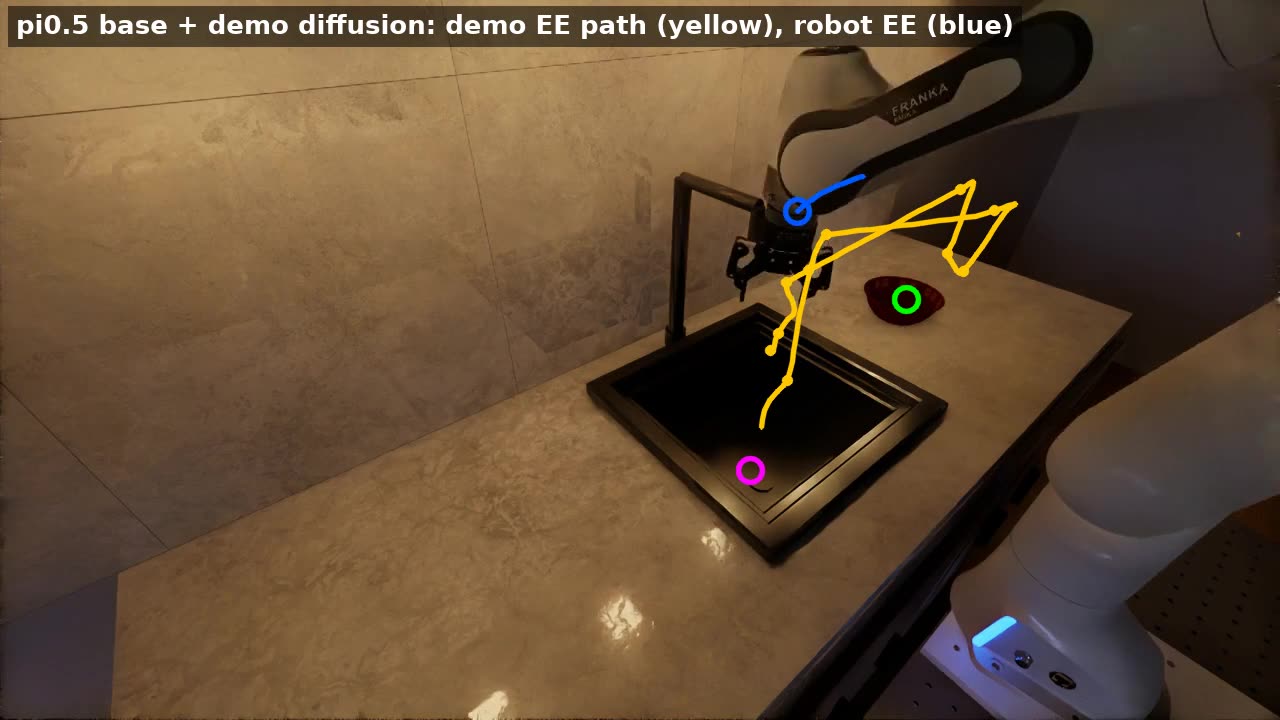 pi0.5 base + demo diffusion: demo EE path (yellow), robot EE (blue)
FRANKA